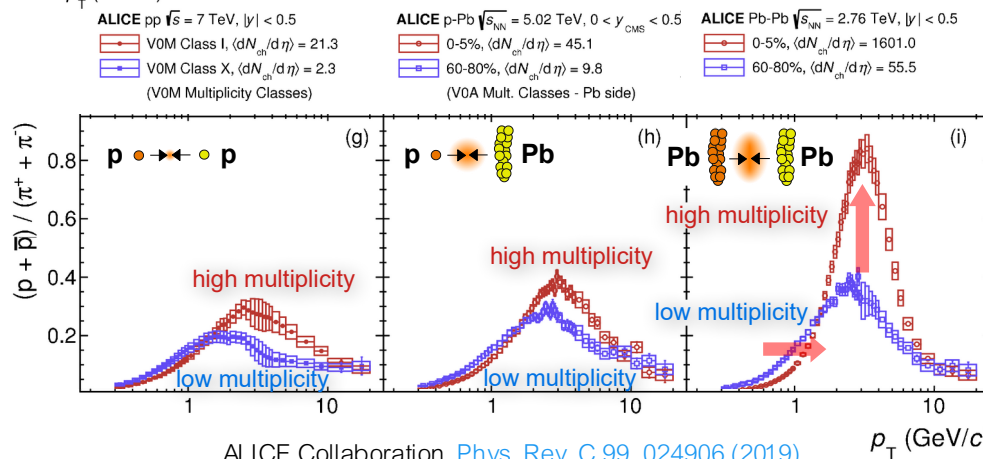 ALICE pp √s = 7 TeV, |y| < 0.5
V0M Class I, ⟨dN_ch/dη⟩ = 21.3
V0M Class X, ⟨dN_ch/dη⟩ = 2.3
(V0M Multiplicity Classes)
ALICE p-Pb √s_NN = 5.02 TeV, 0 < y_CMS < 0.5
0-5%, ⟨dN_ch/dη⟩ = 45.1
60-80%, ⟨dN_ch/dη⟩ = 9.8
(V0A Mult. Classes - Pb side)
ALICE Pb-Pb √s_NN = 2.76 TeV, |y| < 0.5
0-5%, ⟨dN_ch/dη⟩ = 1601.0
60-80%, ⟨dN_ch/dη⟩ = 55.5
(p + p̅) / (π⁺ + π⁻)
0.8
0.6
0.4
0.2
(g)
p p
high multiplicity
low multiplicity
1 10
(h)
p Pb
high multiplicity
low multiplicity
1 10
(i)
Pb Pb
high multiplicity
low multiplicity
1 10
p_T (GeV/c
ALICE Collaboration, Phys. Rev. C 99, 024906 (2019)